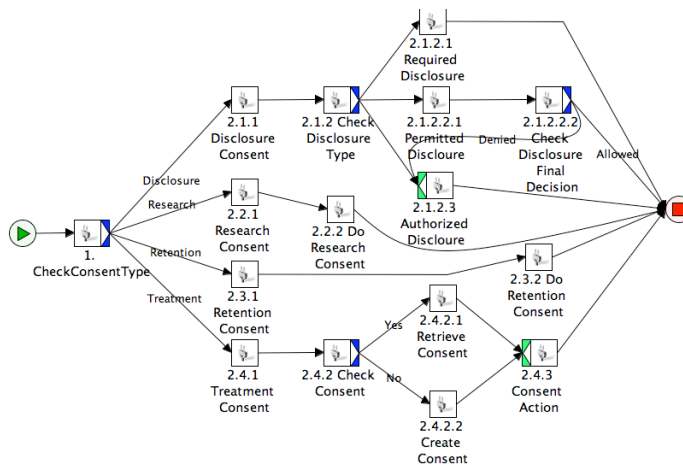 2.1.2.1
Required
Disclosure
2.1.1
Disclosure
Consent
2.1.2 Check
Disclosure
Type
2.1.2.2.1
Permitted
Discloure
Denied
2.1.2.2.2
Check
Disclosure
Final
Decision
Allowed
Disclosure
Research
Retention
Treatment
1.
CheckConsentType
2.2.1
Research
Consent
2.2.2 Do
Research
Consent
2.1.2.3
Authorized
Discloure
2.3.1
Retention
Consent
2.3.2 Do
Retention
Consent
2.4.1
Treatment
Consent
2.4.2 Check
Consent
Yes
No
2.4.2.1
Retrieve
Consent
2.4.2.2
Create
Consent
2.4.3
Consent
Action